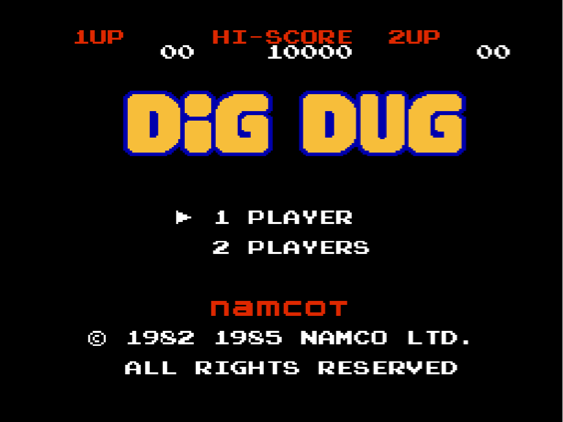 1UP HI-SCORE 2UP
00 10000 00
DiG DUG
1 PLAYER
2 PLAYERS
namcot
© 1982 1985 NAMCO LTD.
ALL RIGHTS RESERVED